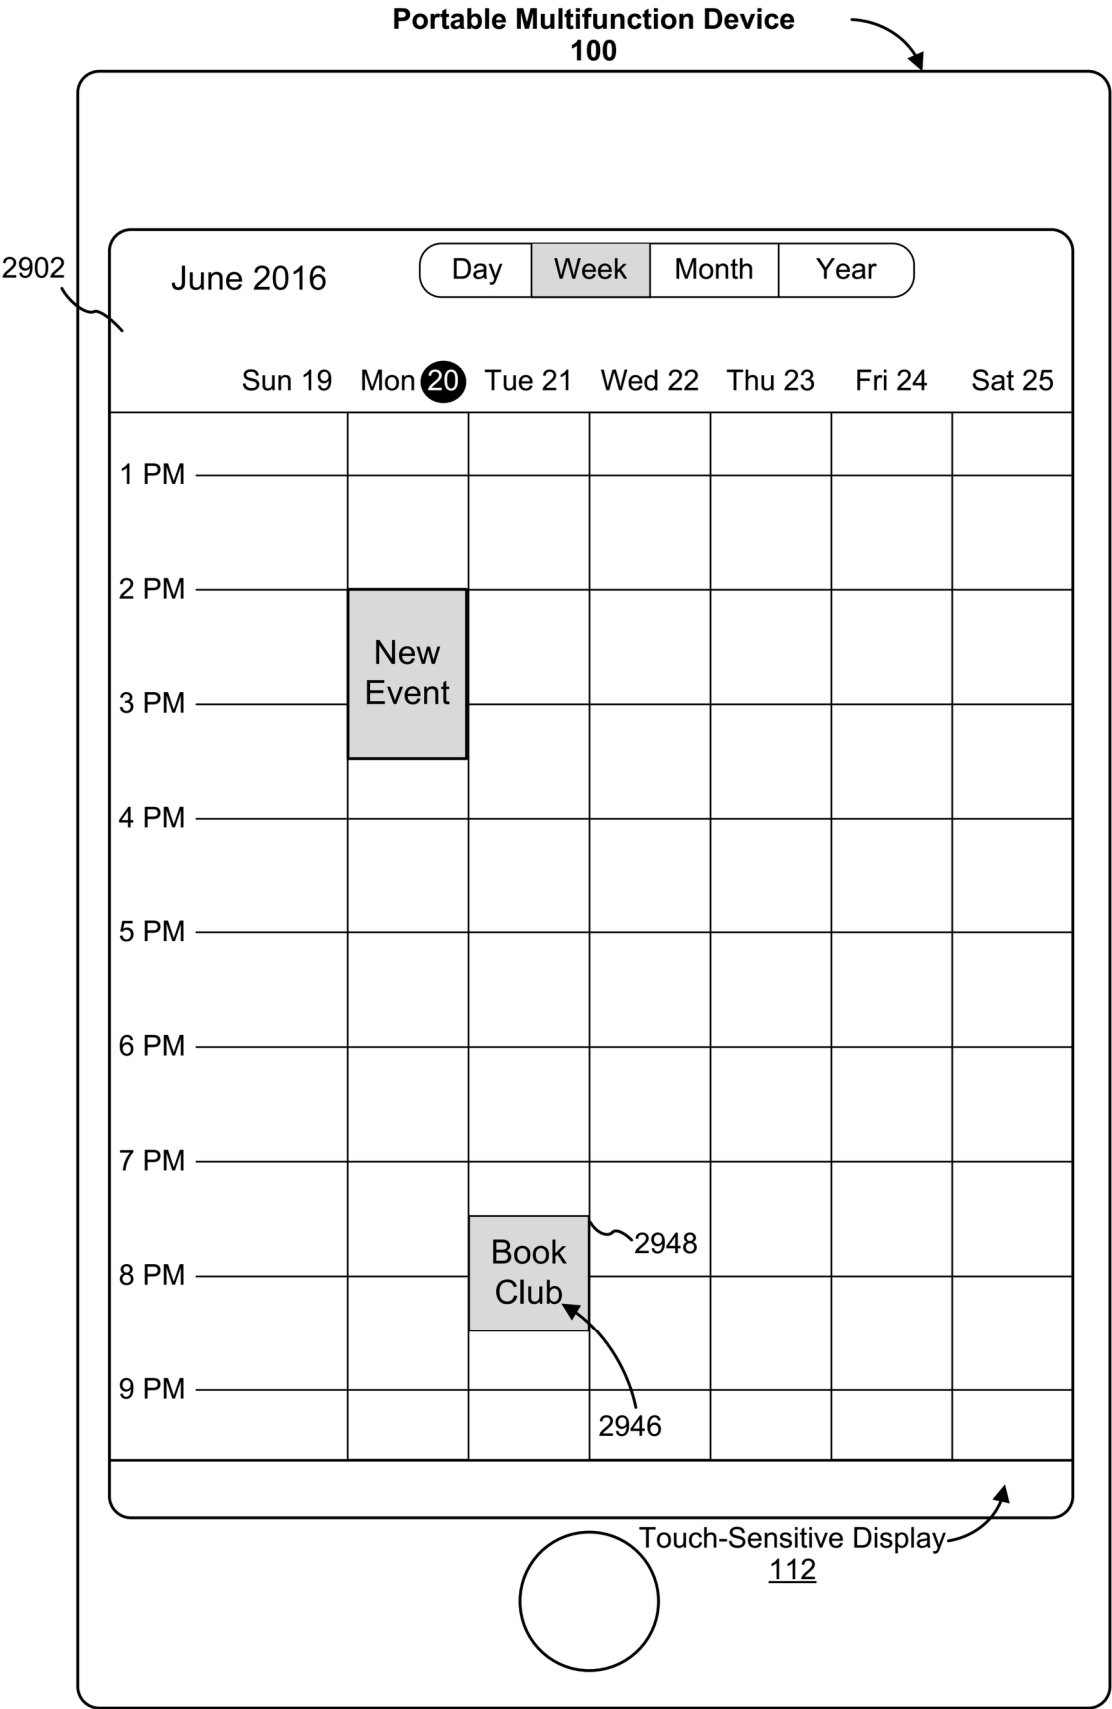 Portable Multifunction Device
100
2902
June 2016
Day Week Month Year
Sun 19 Mon 20 Tue 21 Wed 22 Thu 23 Fri 24 Sat 25
1 PM
2 PM
New
Event
3 PM
4 PM
5 PM
6 PM
7 PM
2948
Book
8 PM
Club
9 PM
2946
Touch-Sensitive Display
112